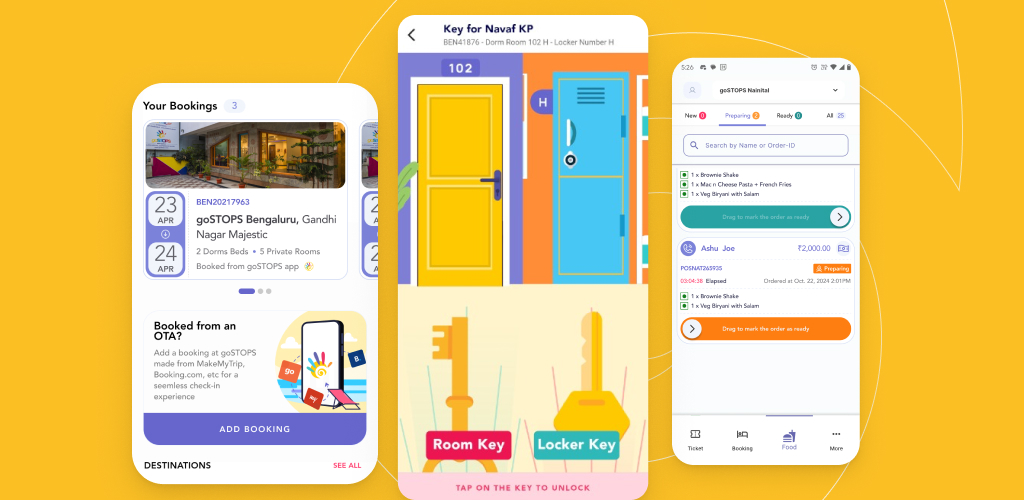 Your Bookings 3
23
APR
24
APR
BEN20217963
goSTOPS Bengaluru, Gandhi
Nagar Majestic
2 Dorms Beds • 5 Private Rooms
Booked from goSTOPS app
Booked from an
OTA?
Add a booking at goSTOPS
made from MakeMyTrip,
Booking.com, etc for a
seemless check-in
experience
go
B.
my
ADD BOOKING
DESTINATIONS
SEE ALL
Key for Navaf KP
BEN41876 - Dorm Room 102 H - Locker Number H
102
H
Room Key
Locker Key
TAP ON THE KEY TO UNLOCK
5:26
goSTOPS Nainital
New 0
Preparing 2
Ready 0
All 25
Search by Name or Order-ID
1 x Brownie Shake
1 x Mac n Cheese Pasta + French Fries
1 x Veg Biryani with Salam
Drag to mark the order as ready
Ashu Joe
₹2,000.00
POSNAT265935
Preparing
03:04:38 Elapsed
Ordered at Oct. 22, 2024 2:01PM
1 x Brownie Shake
1 x Veg Biryani with Salam
Drag to mark the order as ready
Ticket
Booking
Food
More